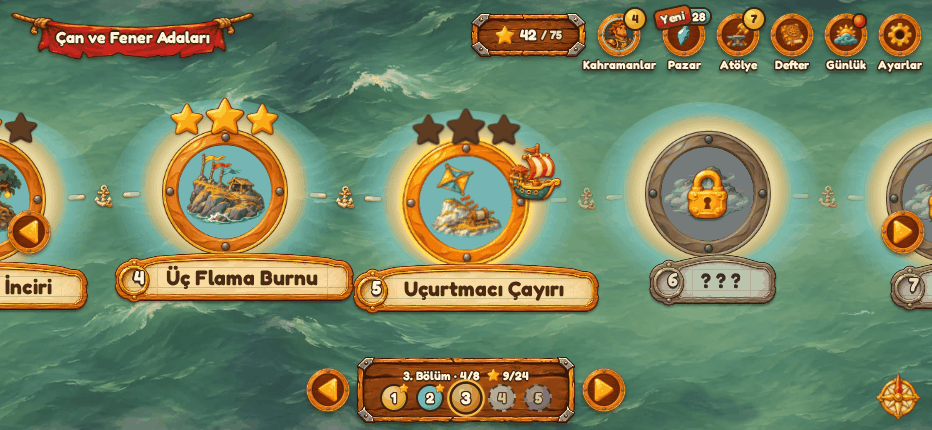 Çan ve Fener Adaları
42 / 75
4
Yeni 28
7
Kahramanlar Pazar Atölye Defter Günlük Ayarlar
İnciri
4 Üç Flama Burnu
5 Uçurtmacı Çayırı
6 ???
7
3. Bölüm · 4/8 9/24
1 2 3 4 5